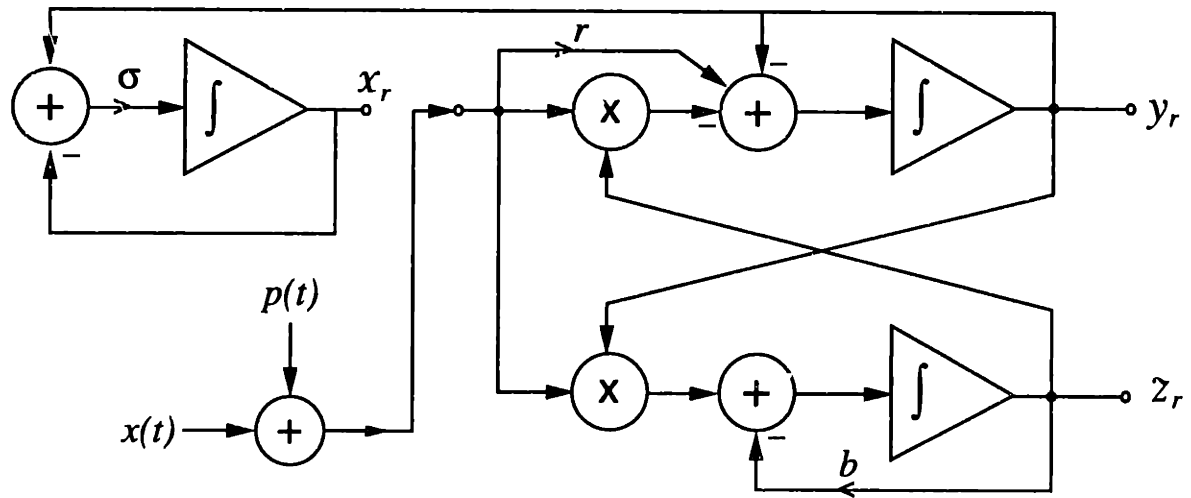 r
σ
x_r
+
∫
−
x
−
−
+
∫
y_r
p(t)
x(t)
+
x
+
−
b
∫
z_r